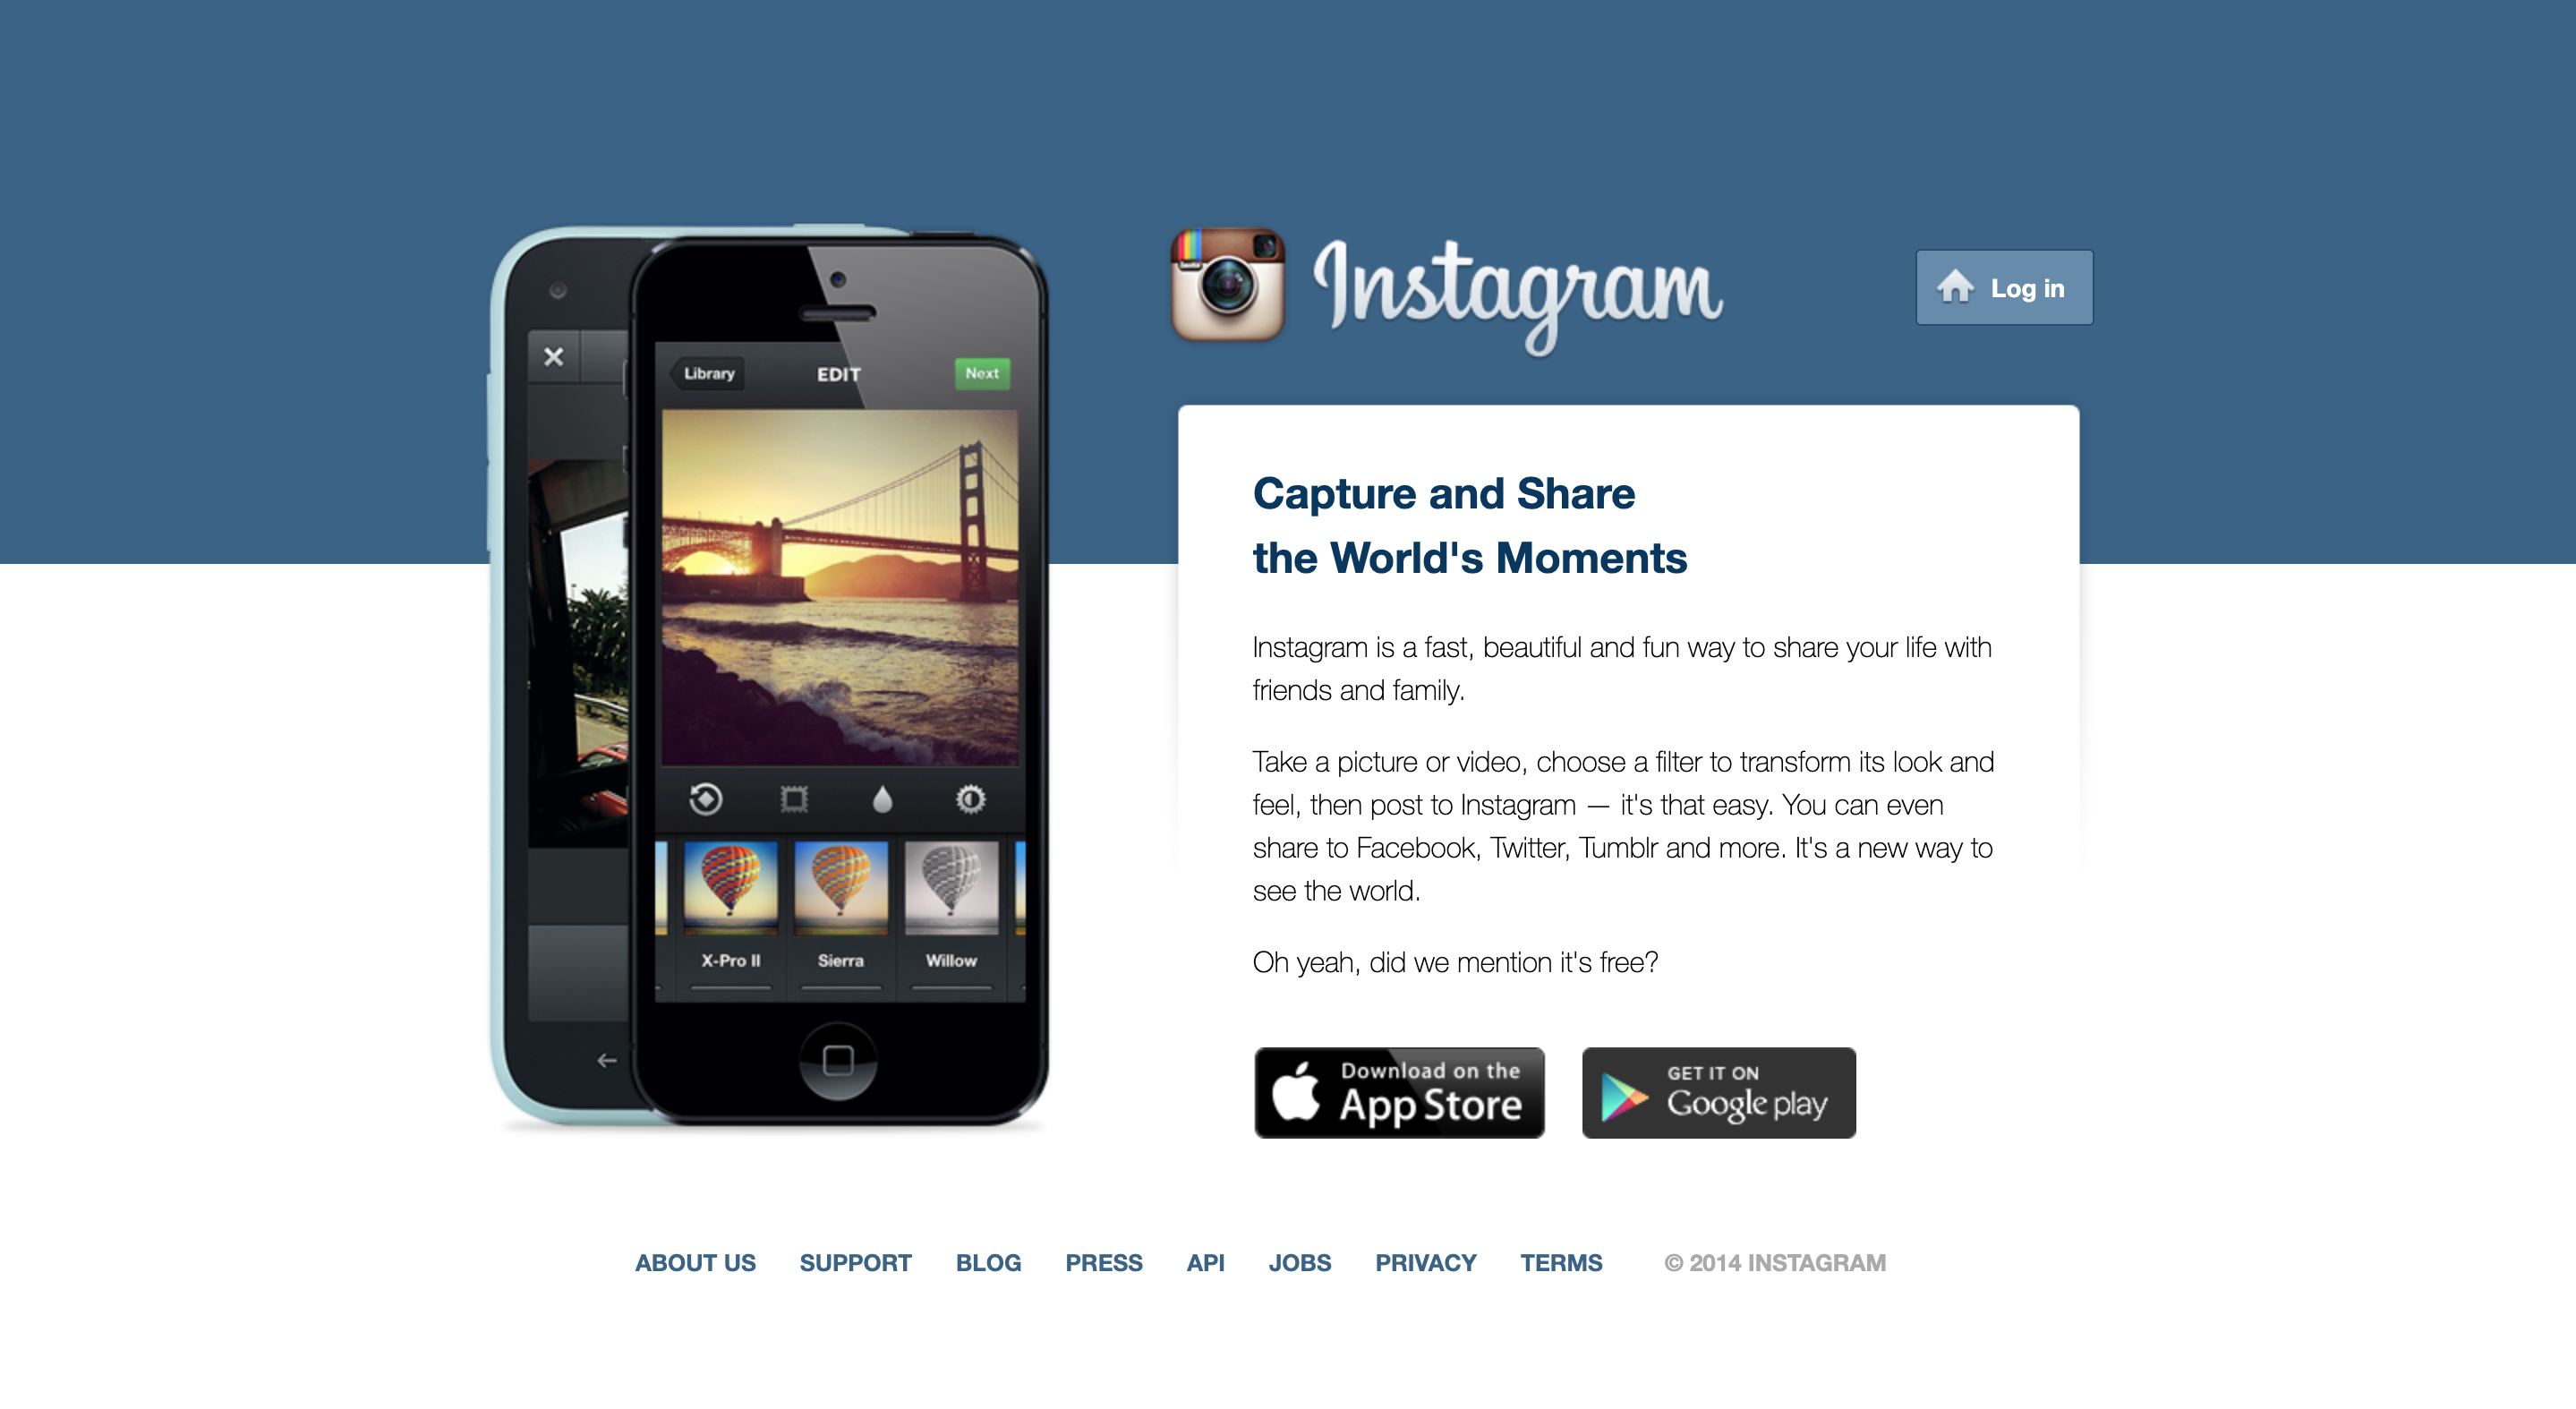 Instagram
Log in
Library
EDIT
Next
X-Pro II
Sierra
Willow
Capture and Share
the World's Moments
Instagram is a fast, beautiful and fun way to share your life with
friends and family.
Take a picture or video, choose a filter to transform its look and
feel, then post to Instagram — it's that easy. You can even
share to Facebook, Twitter, Tumblr and more. It's a new way to
see the world.
Oh yeah, did we mention it's free?
Download on the
App Store
GET IT ON
Google play
ABOUT US SUPPORT BLOG PRESS API JOBS PRIVACY TERMS © 2014 INSTAGRAM